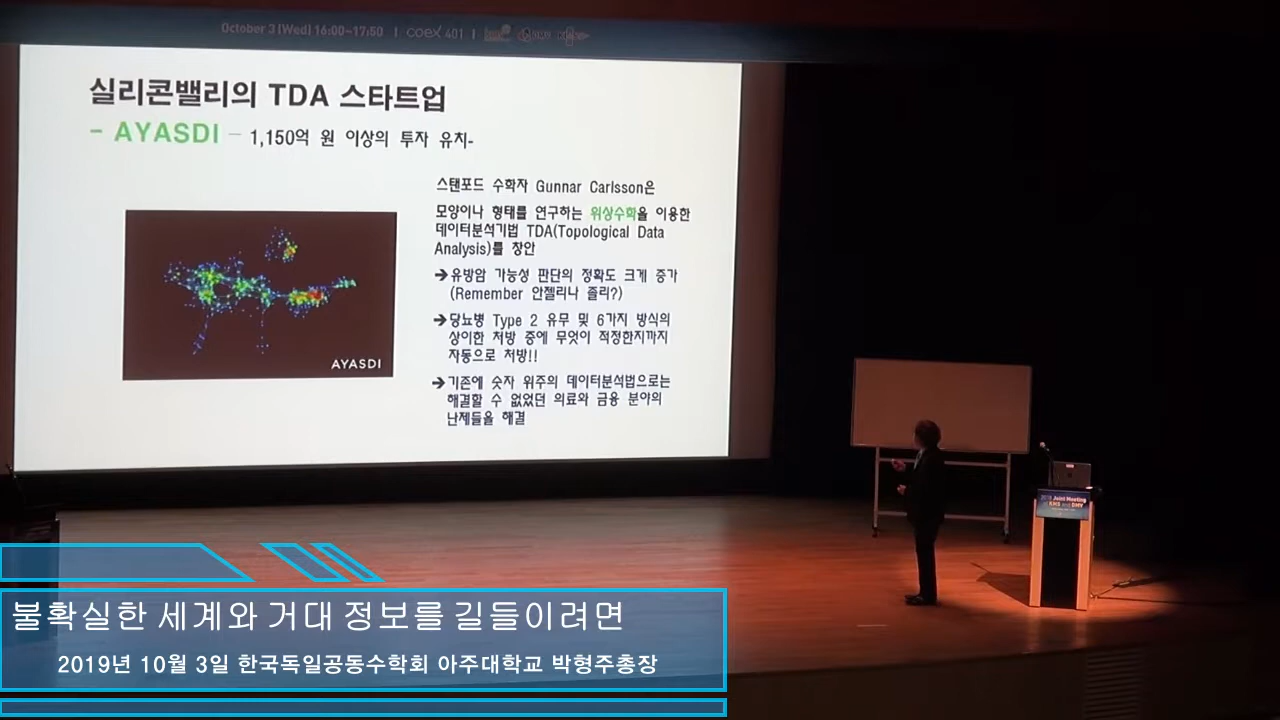 October 3 (Wed) 16:00~17:50 | coex 401 |
실리콘밸리의 TDA 스타트업
- AYASDI - 1,150억 원 이상의 투자 유치-
스탠포드 수학자 Gunnar Carlsson은
모양이나 형태를 연구하는 위상수학을 이용한
데이터분석기법 TDA(Topological Data
Analysis)를 창안
➔유방암 가능성 판단의 정확도 크게 증가
(Remember 안젤리나 졸리?)
➔당뇨병 Type 2 유무 및 6가지 방식의
상이한 처방 중에 무엇이 적정한지까지
자동으로 처방!!
➔기존에 숫자 위주의 데이터분석법으로는
해결할 수 없었던 의료와 금융 분야의
난제들을 해결
AYASDI
Joint Meeting
of KMS and DMV
불확실한 세계와 거대 정보를 길들이려면
2019년 10월 3일 한국독일공동수학회 아주대학교 박형주총장